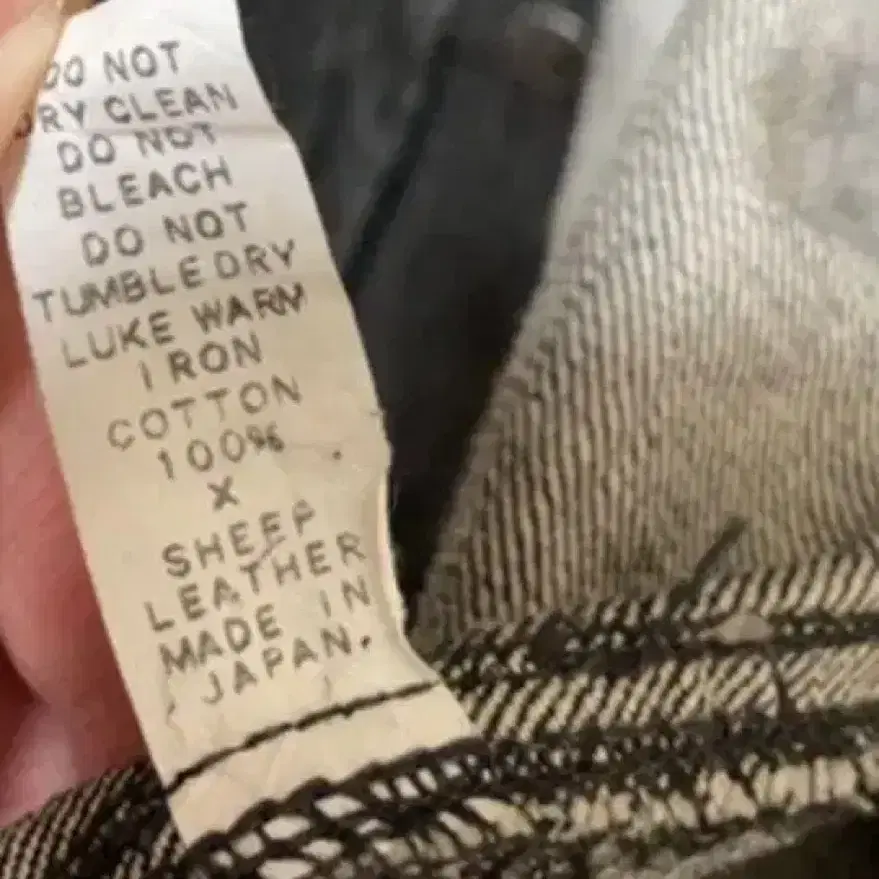 DO NOT
DRY CLEAN
DO NOT
BLEACH
DO NOT
TUMBLE DRY
LUKE WARM
IRON
COTTON
100%
X
SHEEP
LEATHER
MADE IN
JAPAN.